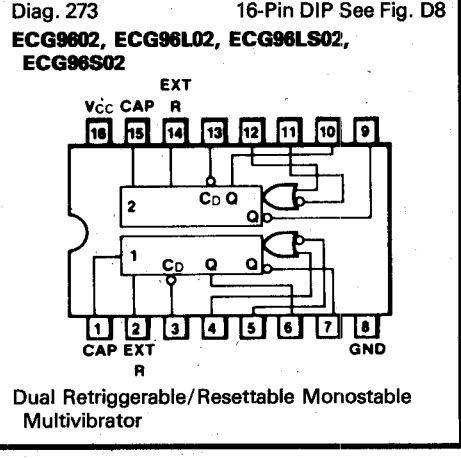 Diag. 273 16-Pin DIP See Fig. D8
ECG9602, ECG96L02, ECG96LS02,
ECG96S02
EXT
VCC CAP R
16 15 14 13 12 11 10 9
CD Q
2
Q
1
CD Q Q
1 2 3 4 5 6 7 8
CAP EXT GND
R
Dual Retriggerable/Resettable Monostable
Multivibrator